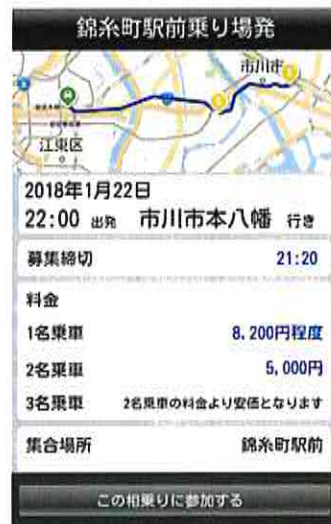 錦糸町駅前乗り場発
市川市
江東区
2018年1月22日
22:00 出発 市川市本八幡 行き
募集締切 21:20
料金
1名乗車 8,200円程度
2名乗車 5,000円
3名乗車 2名乗車の料金より安価となります
集合場所 錦糸町駅前
この相乗りに参加する